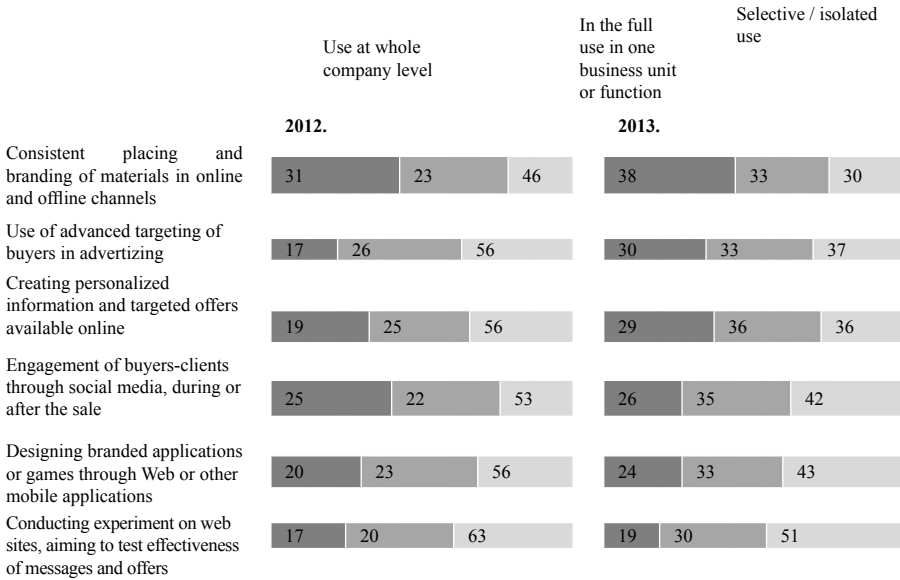 Use at whole
company level
In the full
use in one
business unit
or function
Selective / isolated
use
2012.
2013.
Consistent placing and
branding of materials in online
and offline channels
31 23 46
38 33 30
Use of advanced targeting of
buyers in advertizing
17 26 56
30 33 37
Creating personalized
information and targeted offers
available online
19 25 56
29 36 36
Engagement of buyers-clients
through social media, during or
after the sale
25 22 53
26 35 42
Designing branded applications
or games through Web or other
mobile applications
20 23 56
24 33 43
Conducting experiment on web
sites, aiming to test effectiveness
of messages and offers
17 20 63
19 30 51